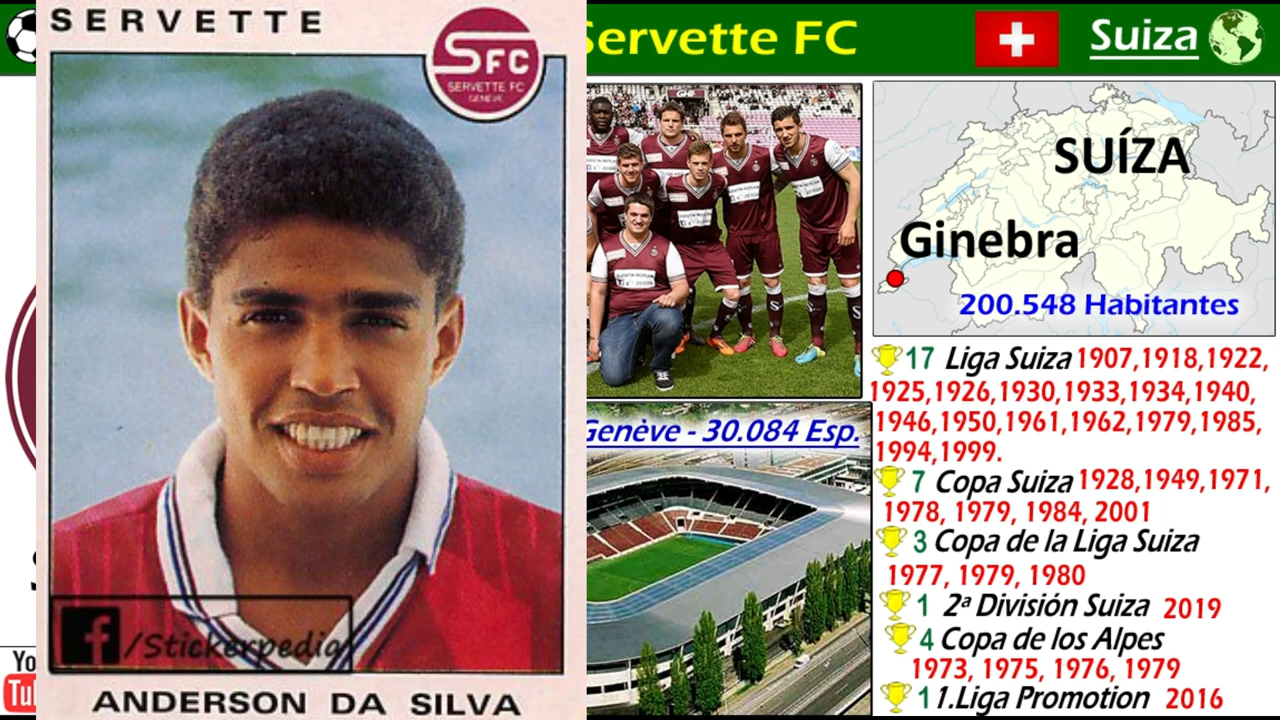 SERVETTE
SFC
SERVETTE FC
GENEVE
f/Stickerpedia
ANDERSON DA SILVA
Servette FC
Suiza
SUÍZA
Ginebra
200.548 Habitantes
Genève - 30.084 Esp.
17 Liga Suiza 1907,1918,1922,
1925,1926,1930,1933,1934,1940,
1946,1950,1961,1962,1979,1985,
1994,1999.
7 Copa Suiza 1928,1949,1971,
1978, 1979, 1984, 2001
3 Copa de la Liga Suiza
1977, 1979, 1980
1 2ª División Suiza 2019
4 Copa de los Alpes
1973, 1975, 1976, 1979
1 1.Liga Promotion 2016
Yo
Tu